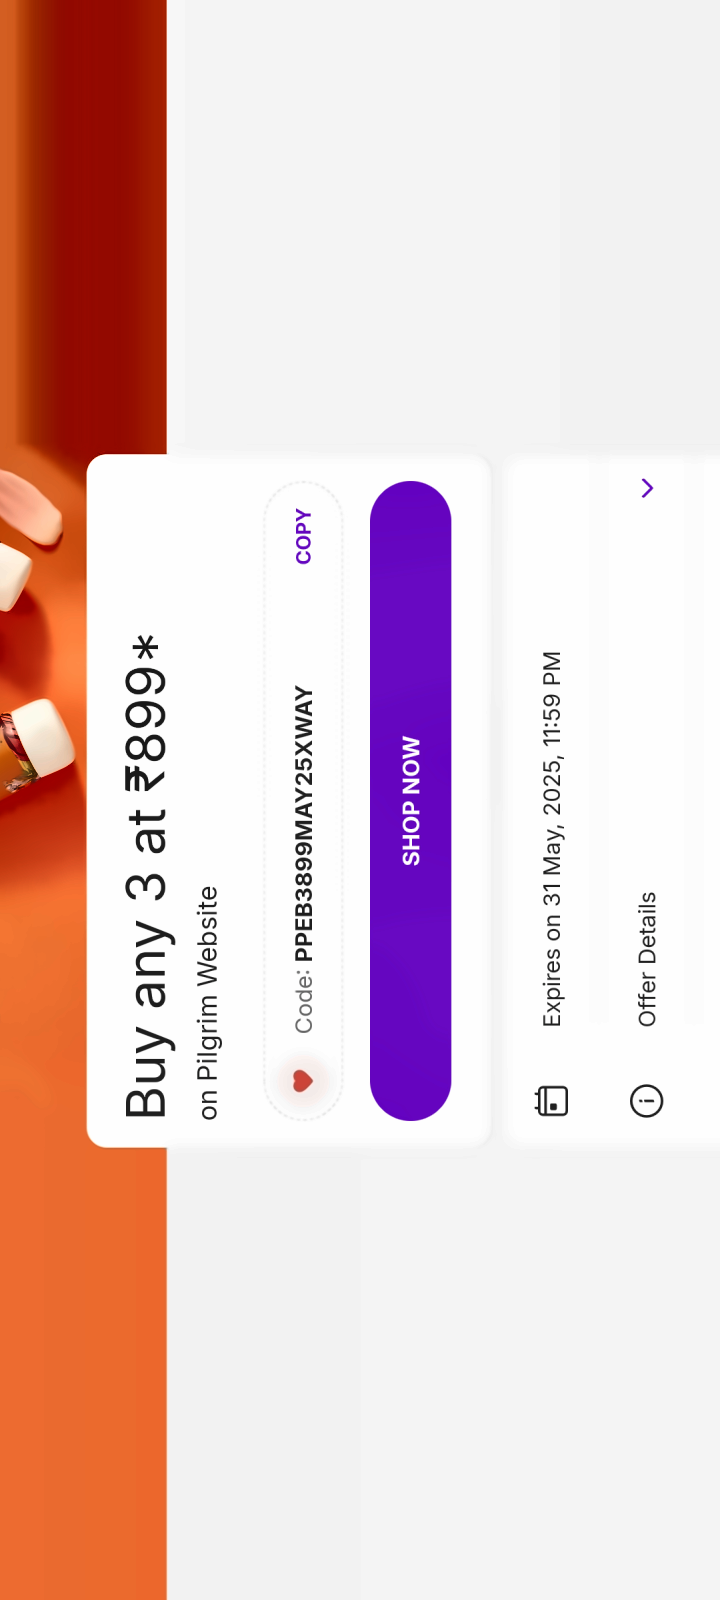 Buy any 3 at ₹899*
on Pilgrim Website
Code: PPEB3899MAY25XWAY
COPY
SHOP NOW
Expires on 31 May, 2025, 11:59 PM
Offer Details